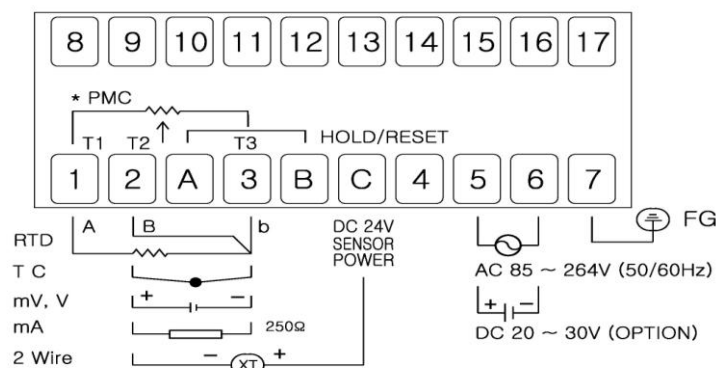 8 9 10 11 12 13 14 15 16 17
* PMC
T1 T2 T3 HOLD/RESET
1 2 A 3 B C 4 5 6 7
A B b DC 24V FG
RTD SENSOR
POWER
T C AC 85 ~ 264V (50/60Hz)
mV, V + − + −
mA 250Ω DC 20 ~ 30V (OPTION)
2 Wire − XT +